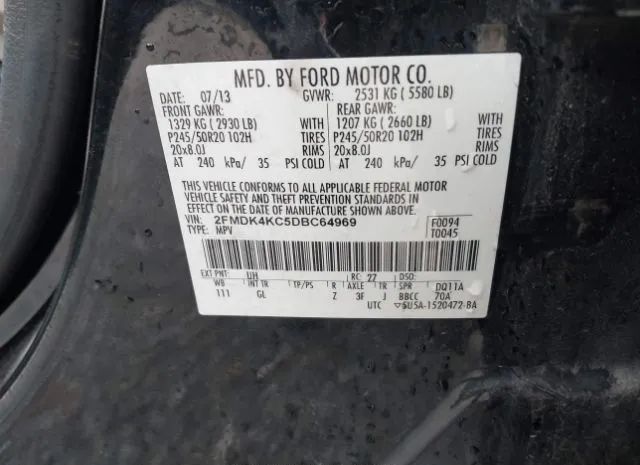 MFD. BY FORD MOTOR CO.
DATE: 07/13 GVWR: 2531 KG ( 5580 LB)
FRONT GAWR: REAR GAWR:
1329 KG ( 2930 LB) WITH 1207 KG ( 2660 LB) WITH
P245/50R20 102H TIRES P245/50R20 102H TIRES
20x8.0J RIMS 20x8.0J RIMS
AT 240 kPa/ 35 PSI COLD AT 240 kPa/ 35 PSI COLD
THIS VEHICLE CONFORMS TO ALL APPLICABLE FEDERAL MOTOR
VEHICLE SAFETY AND THEFT PREVENTION STANDARDS IN
EFFECT ON THE DATE OF MANUFACTURE SHOWN ABOVE.
VIN: 2FMDK4KC5DBC64969 F0094
TYPE: MPV T0045
EXT PNT: UH RC: 27 DSO:
WB INT TR TP/PS R AXLE TR SPR DQ11A
111 GL Z 3F J BBCC 70A
UTC ▽5U5A-1520472-BA